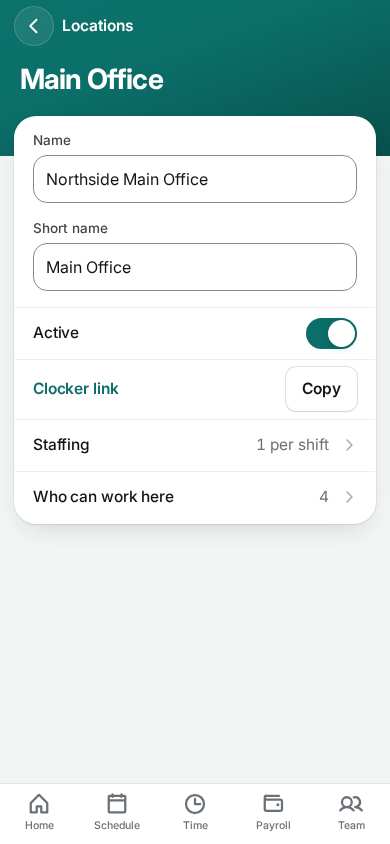 Locations
Main Office
Name
Northside Main Office
Short name
Main Office
Active
Clocker link
Copy
Staffing
1 per shift
Who can work here
4
Home
Schedule
Time
Payroll
Team